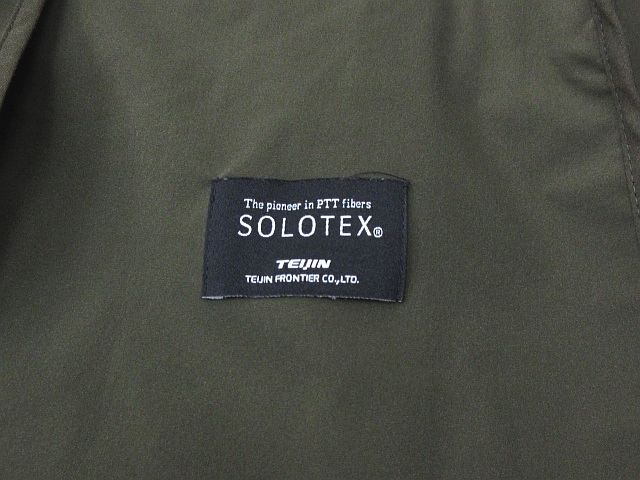 The pioneer in PTT fibers
SOLOTEX®
TEIJIN
TEIJIN FRONTIER CO.,LTD.